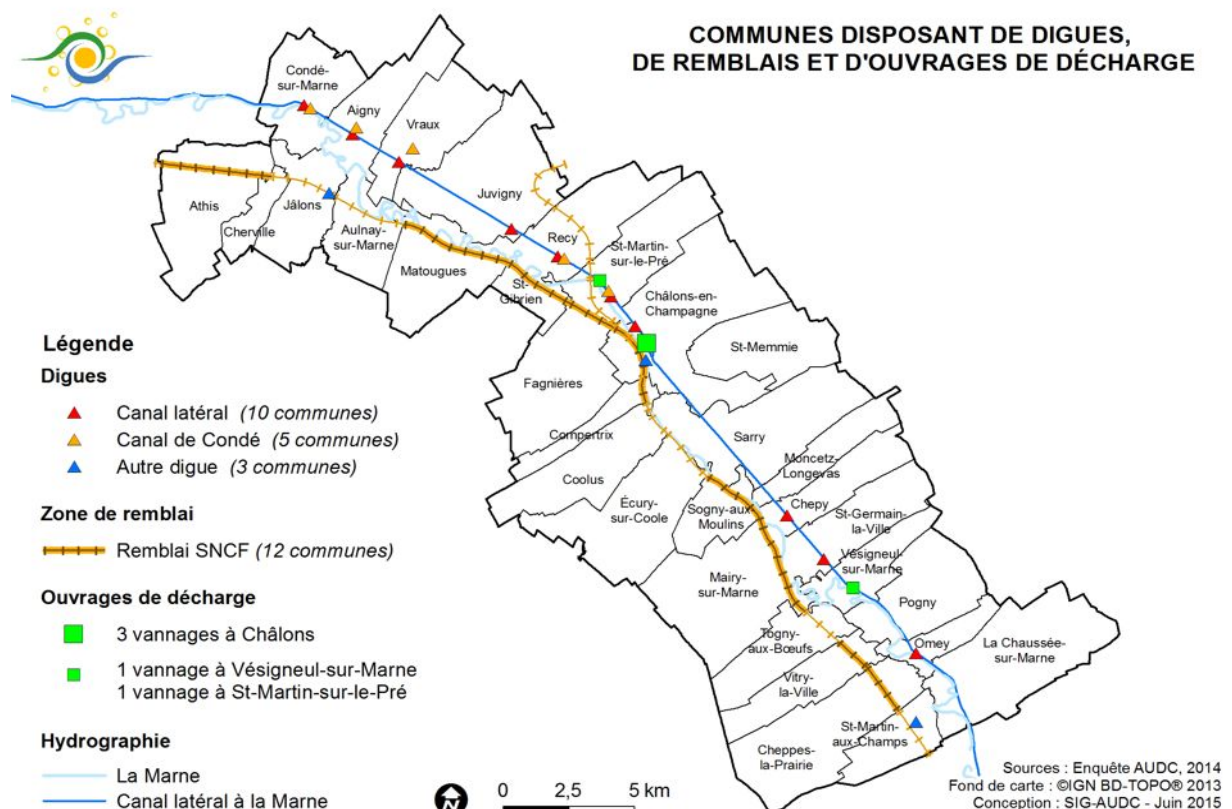 COMMUNES DISPOSANT DE DIGUES,
DE REMBLAIS ET D'OUVRAGES DE DÉCHARGE
Condé-
sur-Marne
Aigny
Vraux
Juvigny
Athis
Jâlons
Cherville
Aulnay-
sur-Marne
Matougues
Recy
St-Martin-
sur-le-Pré
St-
Gibrien
Châlons-en-
Champagne
St-Memmie
Fagnières
Compertrix
Sarry
Coolus
Moncetz-
Longevas
Écury-
sur-Coole
Sogny-aux-
Moulins
Chepy
St-Germain-
la-Ville
Vésigneul-
sur-Marne
Mairy-
sur-Marne
Pogny
Togny-
aux-Bœufs
Omey
La Chaussée-
sur-Marne
Vitry-
la-Ville
St-Martin-
aux-Champs
Cheppes-
la-Prairie
Légende
Digues
Canal latéral (10 communes)
Canal de Condé (5 communes)
Autre digue (3 communes)
Zone de remblai
Remblai SNCF (12 communes)
Ouvrages de décharge
3 vannages à Châlons
1 vannage à Vésigneul-sur-Marne
1 vannage à St-Martin-sur-le-Pré
Hydrographie
La Marne
Canal latéral à la Marne
N
0 2,5 5 km
Sources : Enquête AUDC, 2014
Fond de carte : ©IGN BD-TOPO® 2013
Conception : SIG-AUDC - Juin 2015